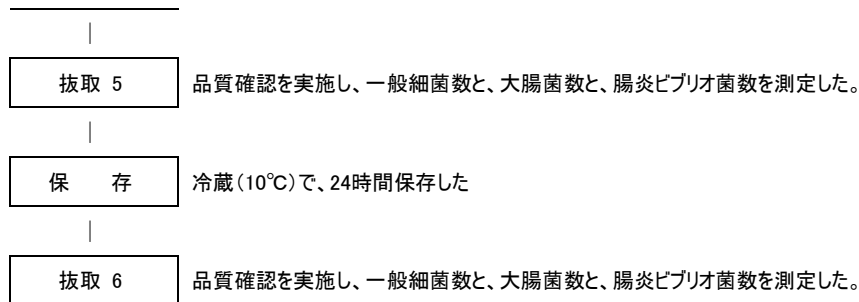 抜取 5 品質確認を実施し、一般細菌数と、大腸菌数と、腸炎ビブリオ菌数を測定した。
保　存 冷蔵(10℃)で、24時間保存した
抜取 6 品質確認を実施し、一般細菌数と、大腸菌数と、腸炎ビブリオ菌数を測定した。